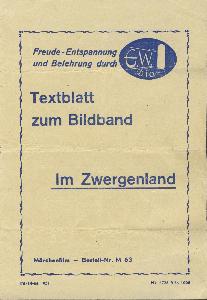 Freude-Entspannung
und Belehrung durch
Textblatt
zum Bildband
Im Zwergenland
Märchenfilm — Bestell-Nr. M 63